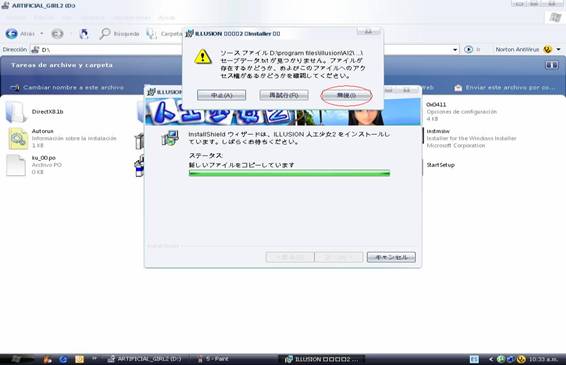 ARTIFICIAL_GIRL2 (D:)
Atrás
Búsqueda
Carpetas
Dirección D:\
Ir
Norton AntiVirus
Tareas de archivo y carpeta
Cambiar nombre a este archivo
Enviar este archivo por co
DirectX8.1b
Autorun
Información sobre la instalación
1 KB
ku_00.po
Archivo PO
1 KB
ILLUSION 2 Installer
ソース ファイル D:\program files\illusion\AI2\...\
セーブデータ.txt が見つかりません。ファイルが
存在するかどうか、およびこのファイルへのアク
セス権があるかどうかを確認してください。
中止(A)
再試行(R)
無視(I)
ILLUSION
人工少女2
InstallShield ウィザードは、ILLUSION 人工少女2 をインストールし
ています。しばらくお待ちください。
ステータス:
新しいファイルをコピーしています
InstallShield
キャンセル
0x0411
Opciones de configuración
4 KB
instmsiw
Installer for the Windows Installer
Microsoft Corporation
StartSetup
start
ARTIFICIAL_GIRL2 (D:)
5 - Paint
ILLUSION 2 ...
10:33 a.m.